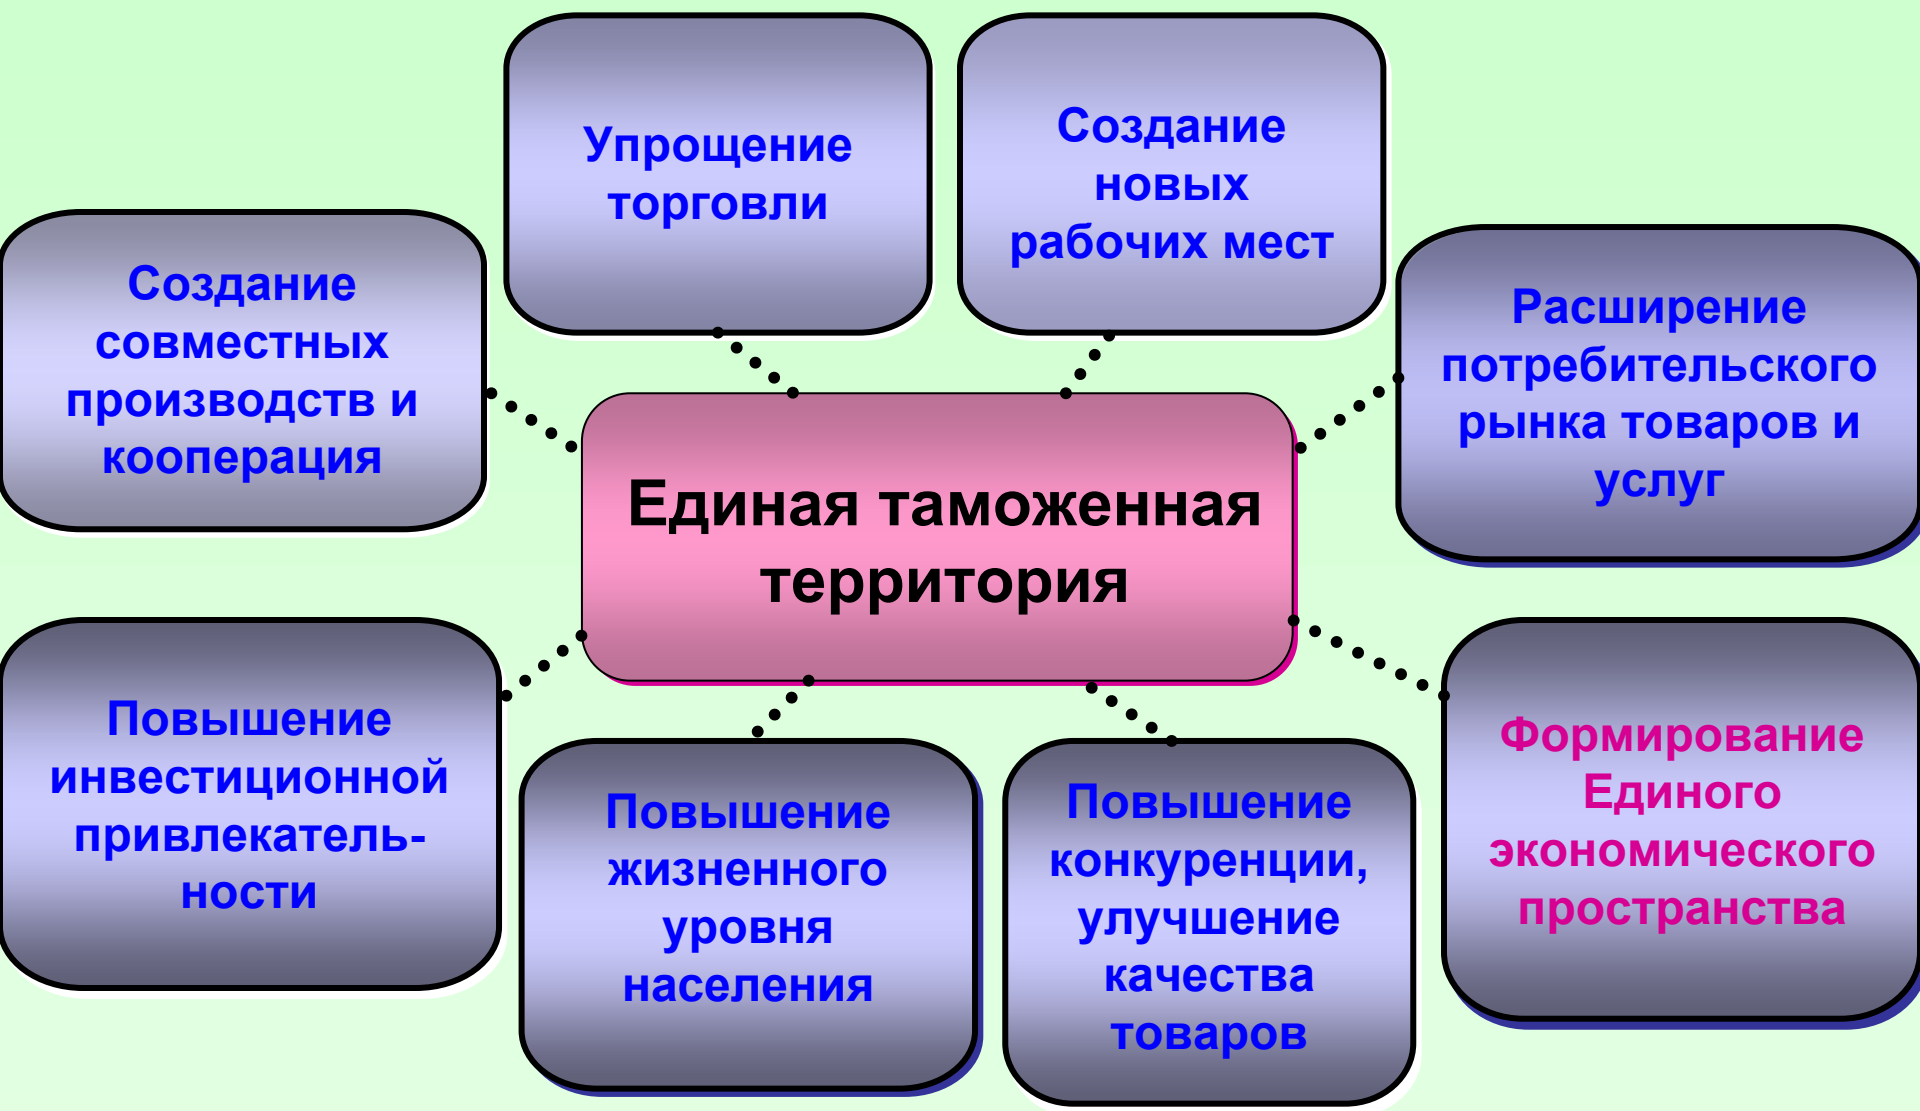 Упрощение
торговли
Создание
новых
рабочих мест
Создание
совместных
производств и
кооперация
Расширение
потребительского
рынка товаров и
услуг
Единая таможенная
территория
Повышение
инвестиционной
привлекатель-
ности
Повышение
жизненного
уровня
населения
Повышение
конкуренции,
улучшение
качества
товаров
Формирование
Единого
экономического
пространства